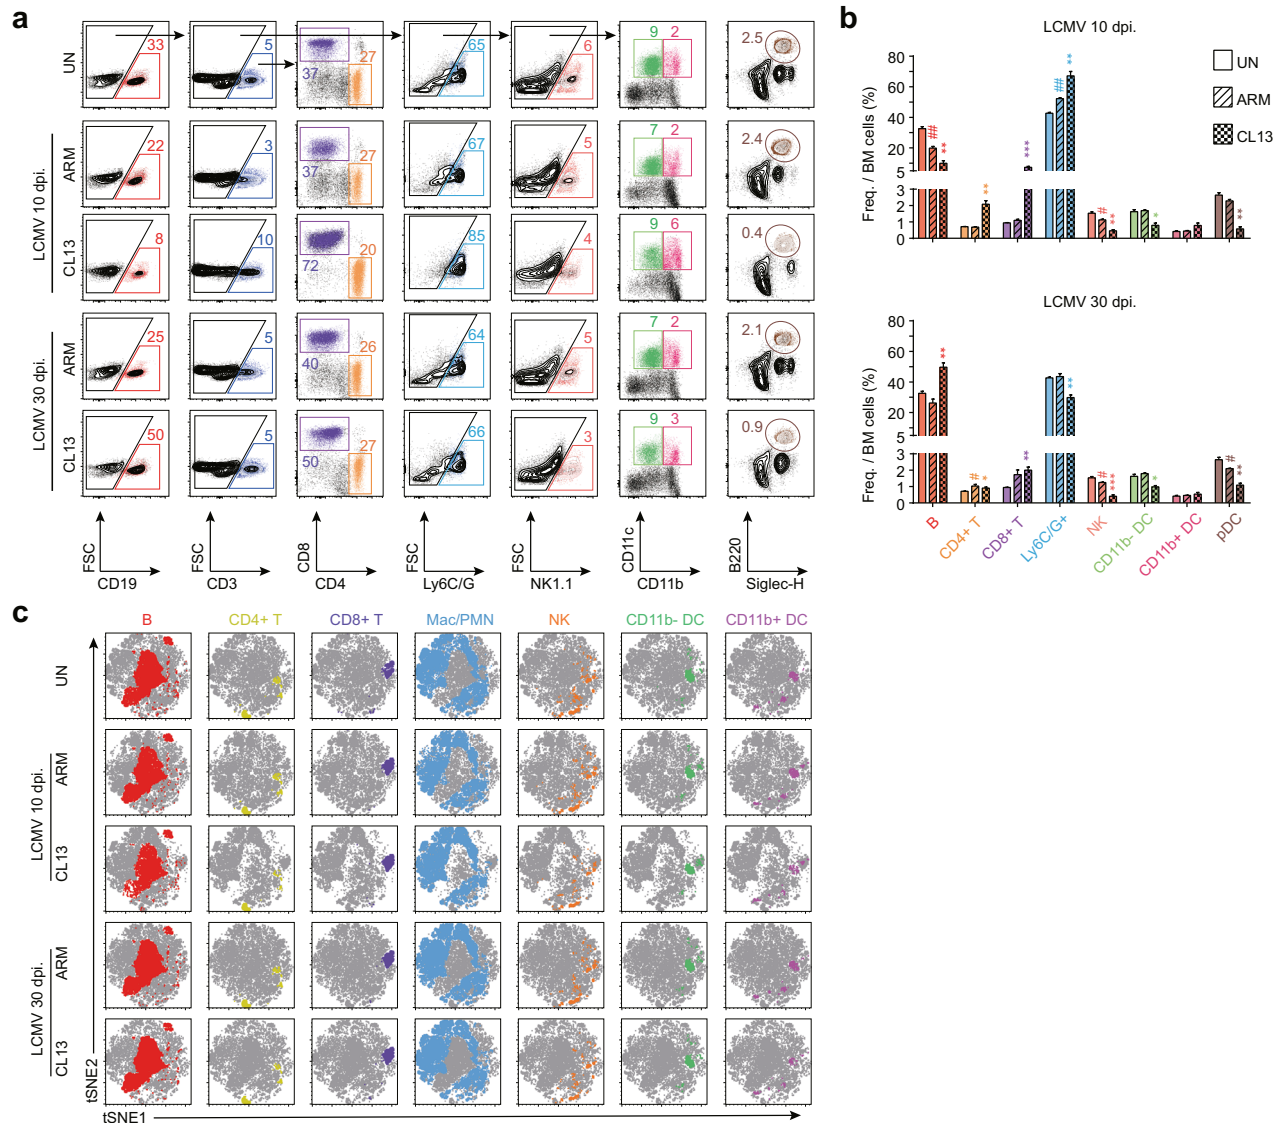 a
UN
33
5
37
27
65
6
9 2
2.5
LCMV 10 dpi.
ARM
22
3
37
27
67
5
7 2
2.4
CL13
8
10
72
20
85
4
9 6
0.4
LCMV 30 dpi.
ARM
25
5
40
26
64
5
7 2
2.1
CL13
50
5
50
27
66
3
9 3
0.9
FSC
CD19
FSC
CD3
CD8
CD4
FSC
Ly6C/G
FSC
NK1.1
CD11c
CD11b
B220
Siglec-H
b
LCMV 10 dpi.
UN
ARM
CL13
Freq. / BM cells (%)
80
60
40
20
5
3
2
1
0
##
**
**
***
##
**
#
**
*
**
LCMV 30 dpi.
Freq. / BM cells (%)
80
60
40
20
5
3
2
1
0
**
#
*
**
**
#
***
*
#
**
B
CD4+ T
CD8+ T
Ly6C/G+
NK
CD11b- DC
CD11b+ DC
pDC
c
B CD4+ T CD8+ T Mac/PMN NK CD11b- DC CD11b+ DC
UN
LCMV 10 dpi.
ARM
CL13
LCMV 30 dpi.
ARM
CL13
tSNE2
tSNE1